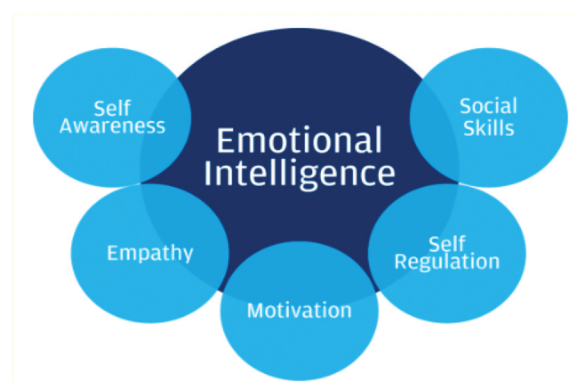 Emotional
Intelligence
Self
Awareness
Empathy
Motivation
Self
Regulation
Social
Skills